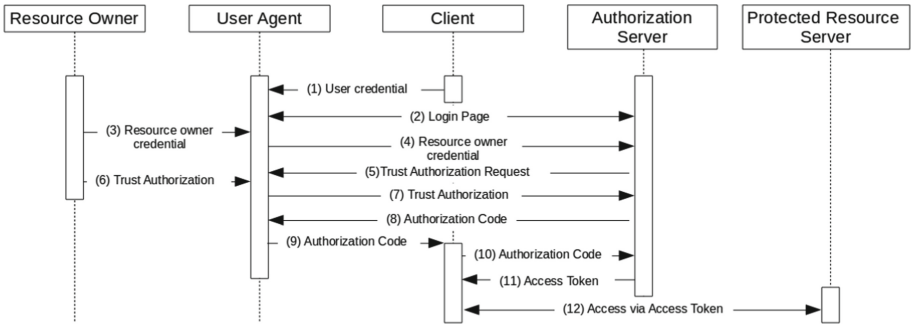 Resource Owner
User Agent
Client
Authorization
Server
Protected Resource
Server
(1) User credential
(2) Login Page
(3) Resource owner
credential
(4) Resource owner
credential
(5)Trust Authorization Request
(6) Trust Authorization
(7) Trust Authorization
(8) Authorization Code
(9) Authorization Code
(10) Authorization Code
(11) Access Token
(12) Access via Access Token